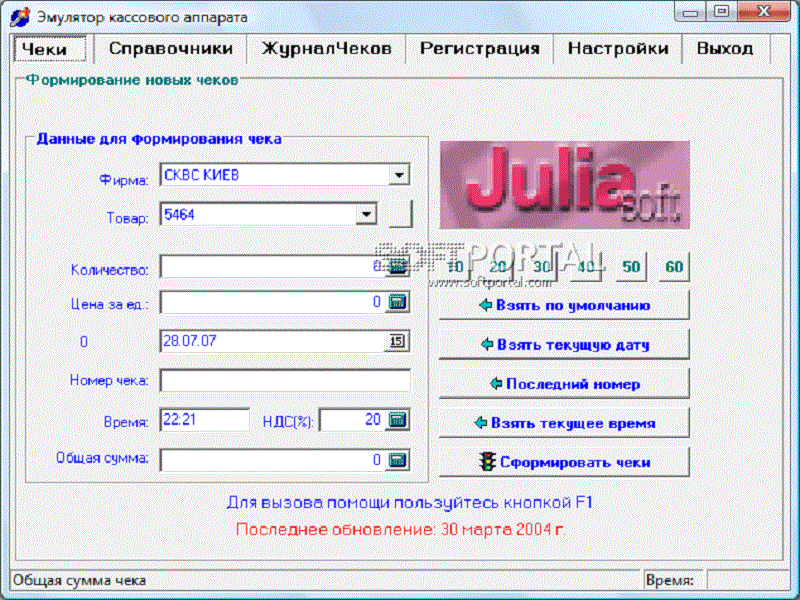 Эмулятор кассового аппарата
Чеки Справочники ЖурналЧеков Регистрация Настройки Выход
Формирование новых чеков
Данные для формирования чека
Фирма: СКВС КИЕВ
Julia soft
Товар: 5464
SOFTPORTAL
www.softportal.com
Количество: 0 10 20 30 40 50 60
Цена за ед.: 0 Взять по умолчанию
0 28.07.07 15 Взять текущую дату
Номер чека: Последний номер
Время: 22:21 НДС(%): 20 Взять текущее время
Общая сумма: 0 Сформировать чеки
Для вызова помощи пользуйтесь кнопкой F1
Последнее обновление: 30 марта 2004 г.
Общая сумма чека Время: